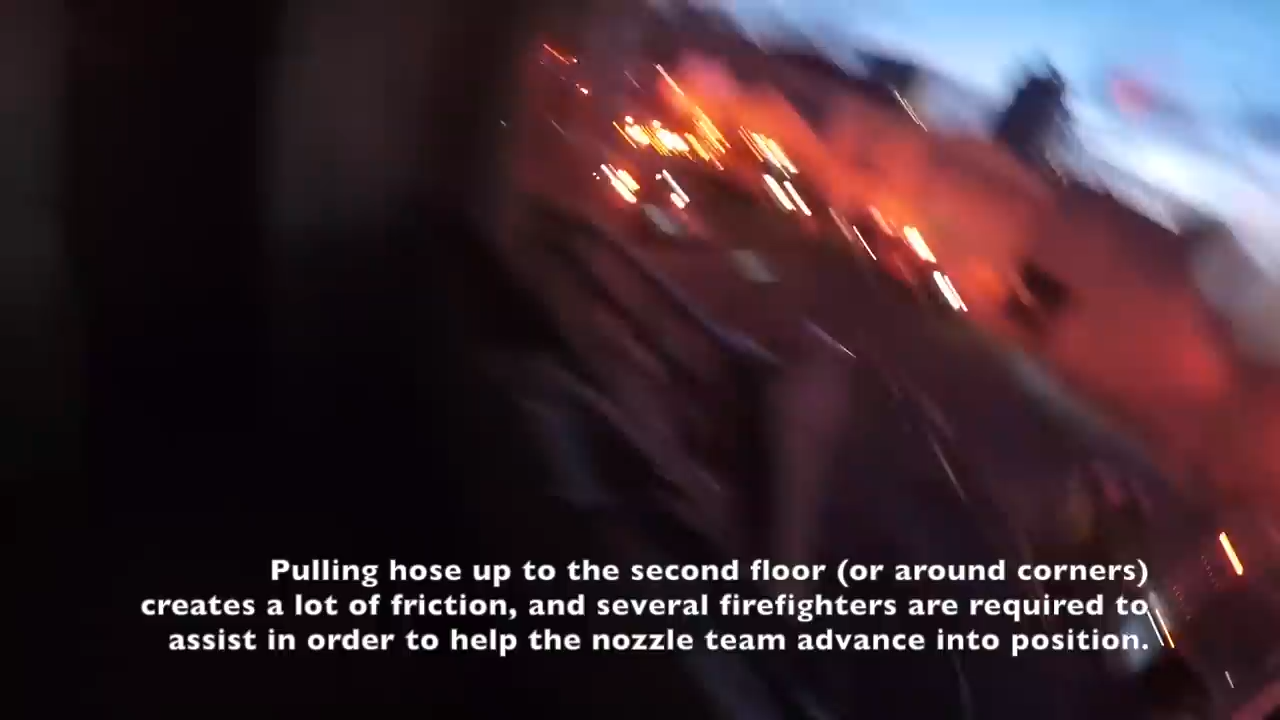 Pulling hose up to the second floor (or around corners)
creates a lot of friction, and several firefighters are required to
assist in order to help the nozzle team advance into position.